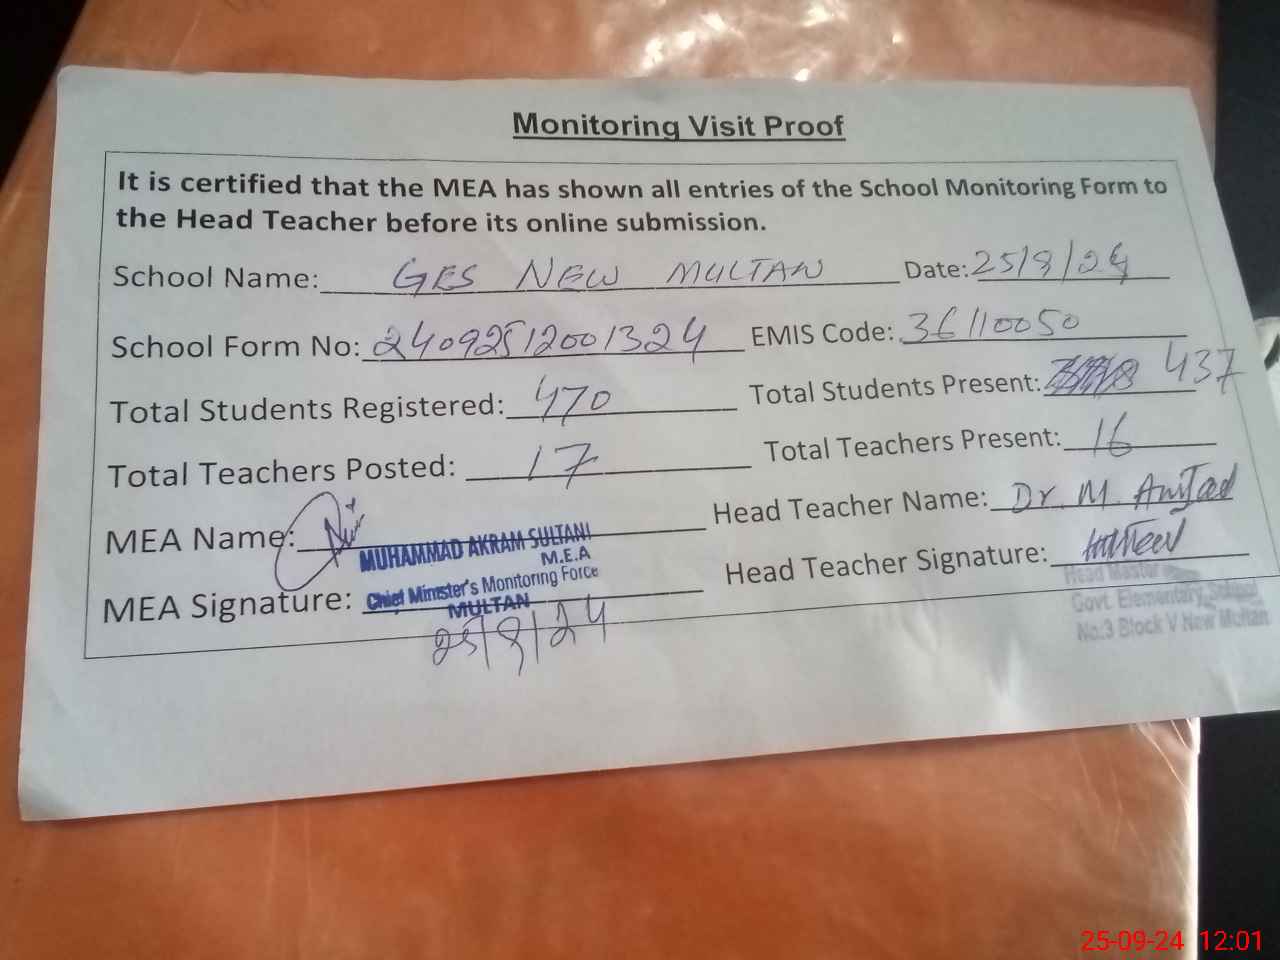 Monitoring Visit Proof
It is certified that the MEA has shown all entries of the School Monitoring Form to
the Head Teacher before its online submission.
School Name: GES NEW MULTAN Date: 25/9/24
School Form No: 24092512001324 EMIS Code: 36110050
Total Students Registered: 470 Total Students Present: 437
Total Teachers Posted: 17 Total Teachers Present: 16
MEA Name: Head Teacher Name: Dr. M. Amjad
MUHAMMAD AKRAM SULTANI
M.E.A
MEA Signature: Chief Minister's Monitoring Force Head Teacher Signature:
MULTAN
25/9/24
Head Master
Govt. Elementary School
No.3 Block V New Multan
25-09-24 12:01